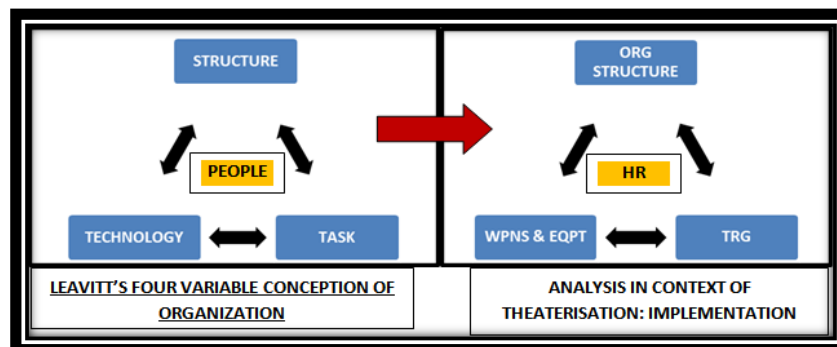 STRUCTURE
PEOPLE
TECHNOLOGY
TASK
LEAVITT'S FOUR VARIABLE CONCEPTION OF
ORGANIZATION
ORG
STRUCTURE
HR
WPNS & EQPT
TRG
ANALYSIS IN CONTEXT OF
THEATERISATION: IMPLEMENTATION